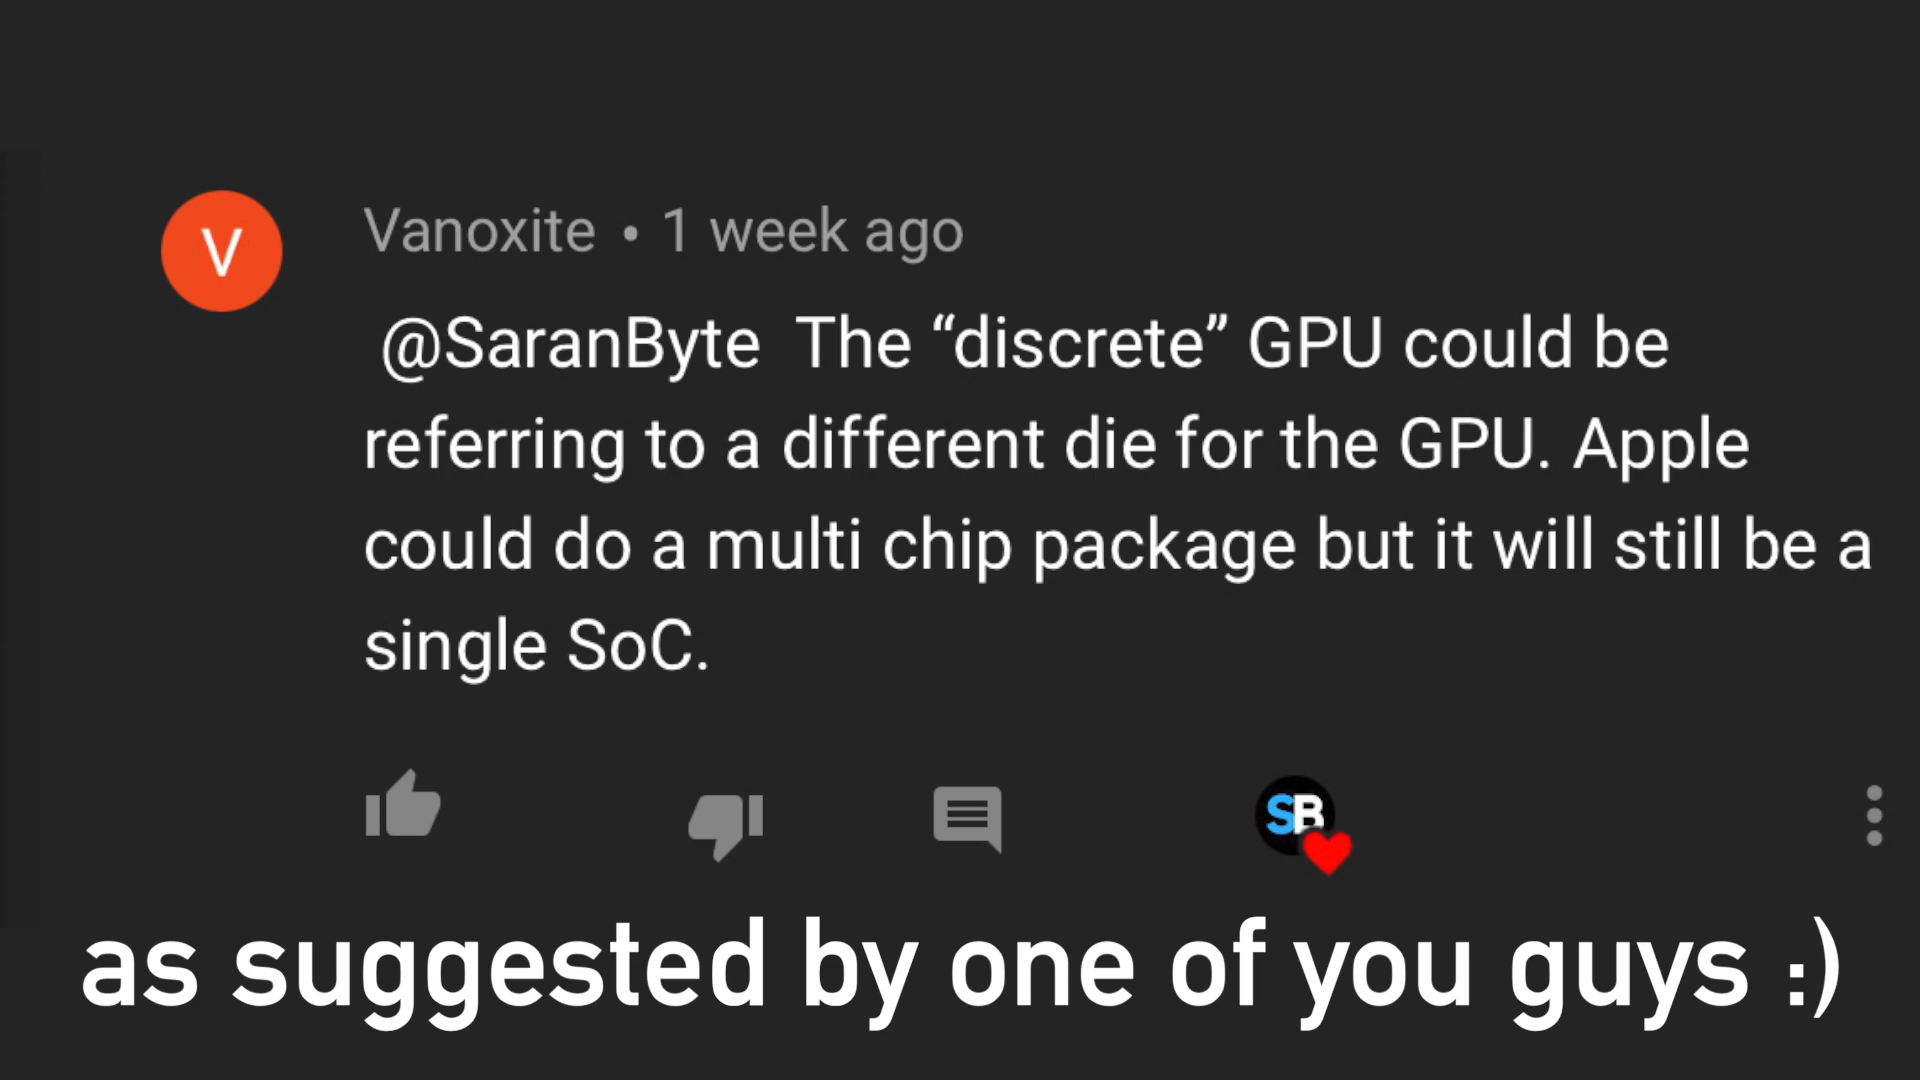 V
Vanoxite • 1 week ago
@SaranByte The “discrete” GPU could be
referring to a different die for the GPU. Apple
could do a multi chip package but it will still be a
single SoC.
SB
as suggested by one of you guys :)